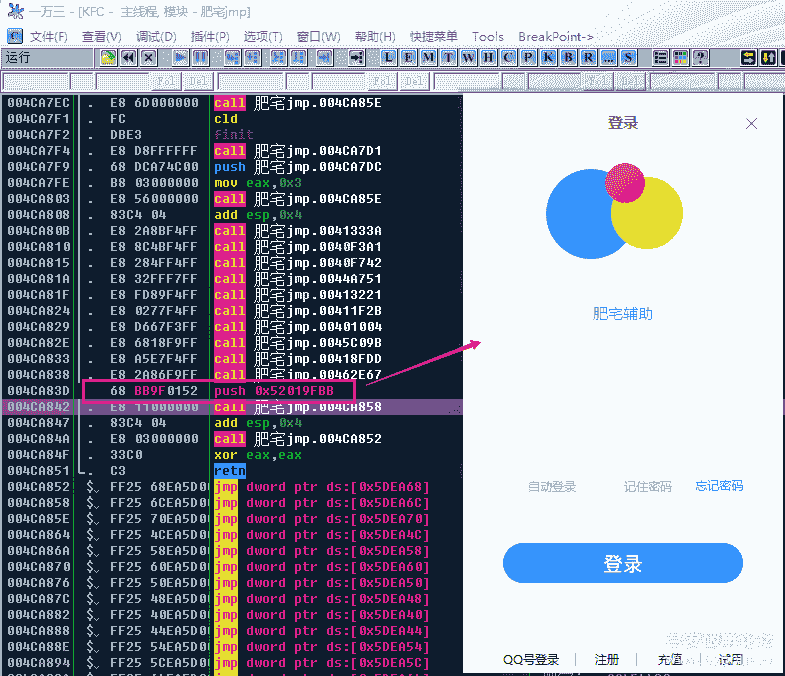 一万三 - [KFC - 主线程, 模块 - 肥宅jmp]
文件(F) 查看(V) 调试(D) 插件(P) 选项(T) 窗口(W) 帮助(H) 快捷菜单 Tools BreakPoint->
运行 L E M T W H C P K B R ... S ?
004CA7EC . E8 6D000000 call 肥宅jmp.004CA85E
004CA7F1 . FC cld
004CA7F2 . DBE3 finit
004CA7F4 . E8 D8FFFFFF call 肥宅jmp.004CA7D1
004CA7F9 . 68 DCA74C00 push 肥宅jmp.004CA7DC
004CA7FE . B8 03000000 mov eax,0x3
004CA803 . E8 56000000 call 肥宅jmp.004CA85E
004CA808 . 83C4 04 add esp,0x4
004CA80B . E8 2A8BF4FF call 肥宅jmp.0041333A
004CA810 . E8 8C4BF4FF call 肥宅jmp.0040F3A1
004CA815 . E8 284FF4FF call 肥宅jmp.0040F742
004CA81A . E8 32FFF7FF call 肥宅jmp.0044A751
004CA81F . E8 FD89F4FF call 肥宅jmp.00413221
004CA824 . E8 0277F4FF call 肥宅jmp.00411F2B
004CA829 . E8 D667F3FF call 肥宅jmp.00401004
004CA82E . E8 6818F9FF call 肥宅jmp.0045C09B
004CA833 . E8 A5E7F4FF call 肥宅jmp.00418FDD
004CA838 . E8 2A86F9FF call 肥宅jmp.00462E67
004CA83D 68 BB9F0152 push 0x52019FBB
004CA842 . E8 11000000 call 肥宅jmp.004CA858
004CA847 . 83C4 04 add esp,0x4
004CA84A . E8 03000000 call 肥宅jmp.004CA852
004CA84F . 33C0 xor eax,eax
004CA851 . C3 retn
004CA852 $ FF25 68EA5D0 jmp dword ptr ds:[0x5DEA68]
004CA858 $ FF25 6CEA5D0 jmp dword ptr ds:[0x5DEA6C]
004CA85E $ FF25 70EA5D0 jmp dword ptr ds:[0x5DEA70]
004CA864 $ FF25 4CEA5D0 jmp dword ptr ds:[0x5DEA4C]
004CA86A $ FF25 58EA5D0 jmp dword ptr ds:[0x5DEA58]
004CA870 $ FF25 60EA5D0 jmp dword ptr ds:[0x5DEA60]
004CA876 $ FF25 50EA5D0 jmp dword ptr ds:[0x5DEA50]
004CA87C $ FF25 48EA5D0 jmp dword ptr ds:[0x5DEA48]
004CA882 $ FF25 40EA5D0 jmp dword ptr ds:[0x5DEA40]
004CA888 $ FF25 44EA5D0 jmp dword ptr ds:[0x5DEA44]
004CA88E $ FF25 54EA5D0 jmp dword ptr ds:[0x5DEA54]
004CA894 $ FF25 5CEA5D0 jmp dword ptr ds:[0x5DEA5C]
登录
肥宅辅助
自动登录 记住密码 忘记密码
登录
QQ号登录 注册 充值 试用